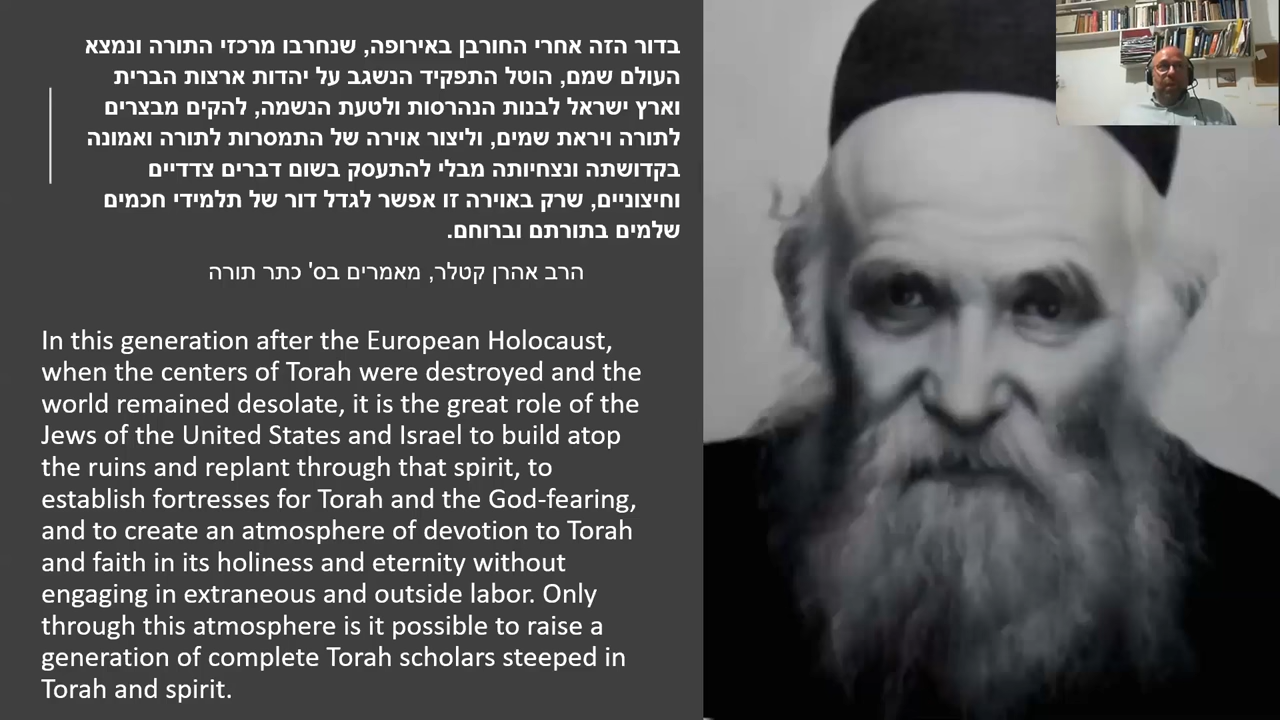 בדור הזה אחרי החורבן באירופה, שנחרבו מרכזי התורה ונמצא
העולם שמם, הוטל התפקיד הנשגב על יהדות ארצות הברית
וארץ ישראל לבנות הנהרסות ולטעת הנשמה, להקים מבצרים
לתורה ויראת שמים, וליצור אוירה של התמסרות לתורה ואמונה
בקדושתה ונצחיותה מבלי להתעסק בשום דברים צדדיים
וחיצוניים, שרק באוירה זו אפשר לגדל דור של תלמידי חכמים
שלמים בתורתם וברוחם.
הרב אהרן קטלר, מאמרים בס' כתר תורה
In this generation after the European Holocaust,
when the centers of Torah were destroyed and the
world remained desolate, it is the great role of the
Jews of the United States and Israel to build atop
the ruins and replant through that spirit, to
establish fortresses for Torah and the God-fearing,
and to create an atmosphere of devotion to Torah
and faith in its holiness and eternity without
engaging in extraneous and outside labor. Only
through this atmosphere is it possible to raise a
generation of complete Torah scholars steeped in
Torah and spirit.